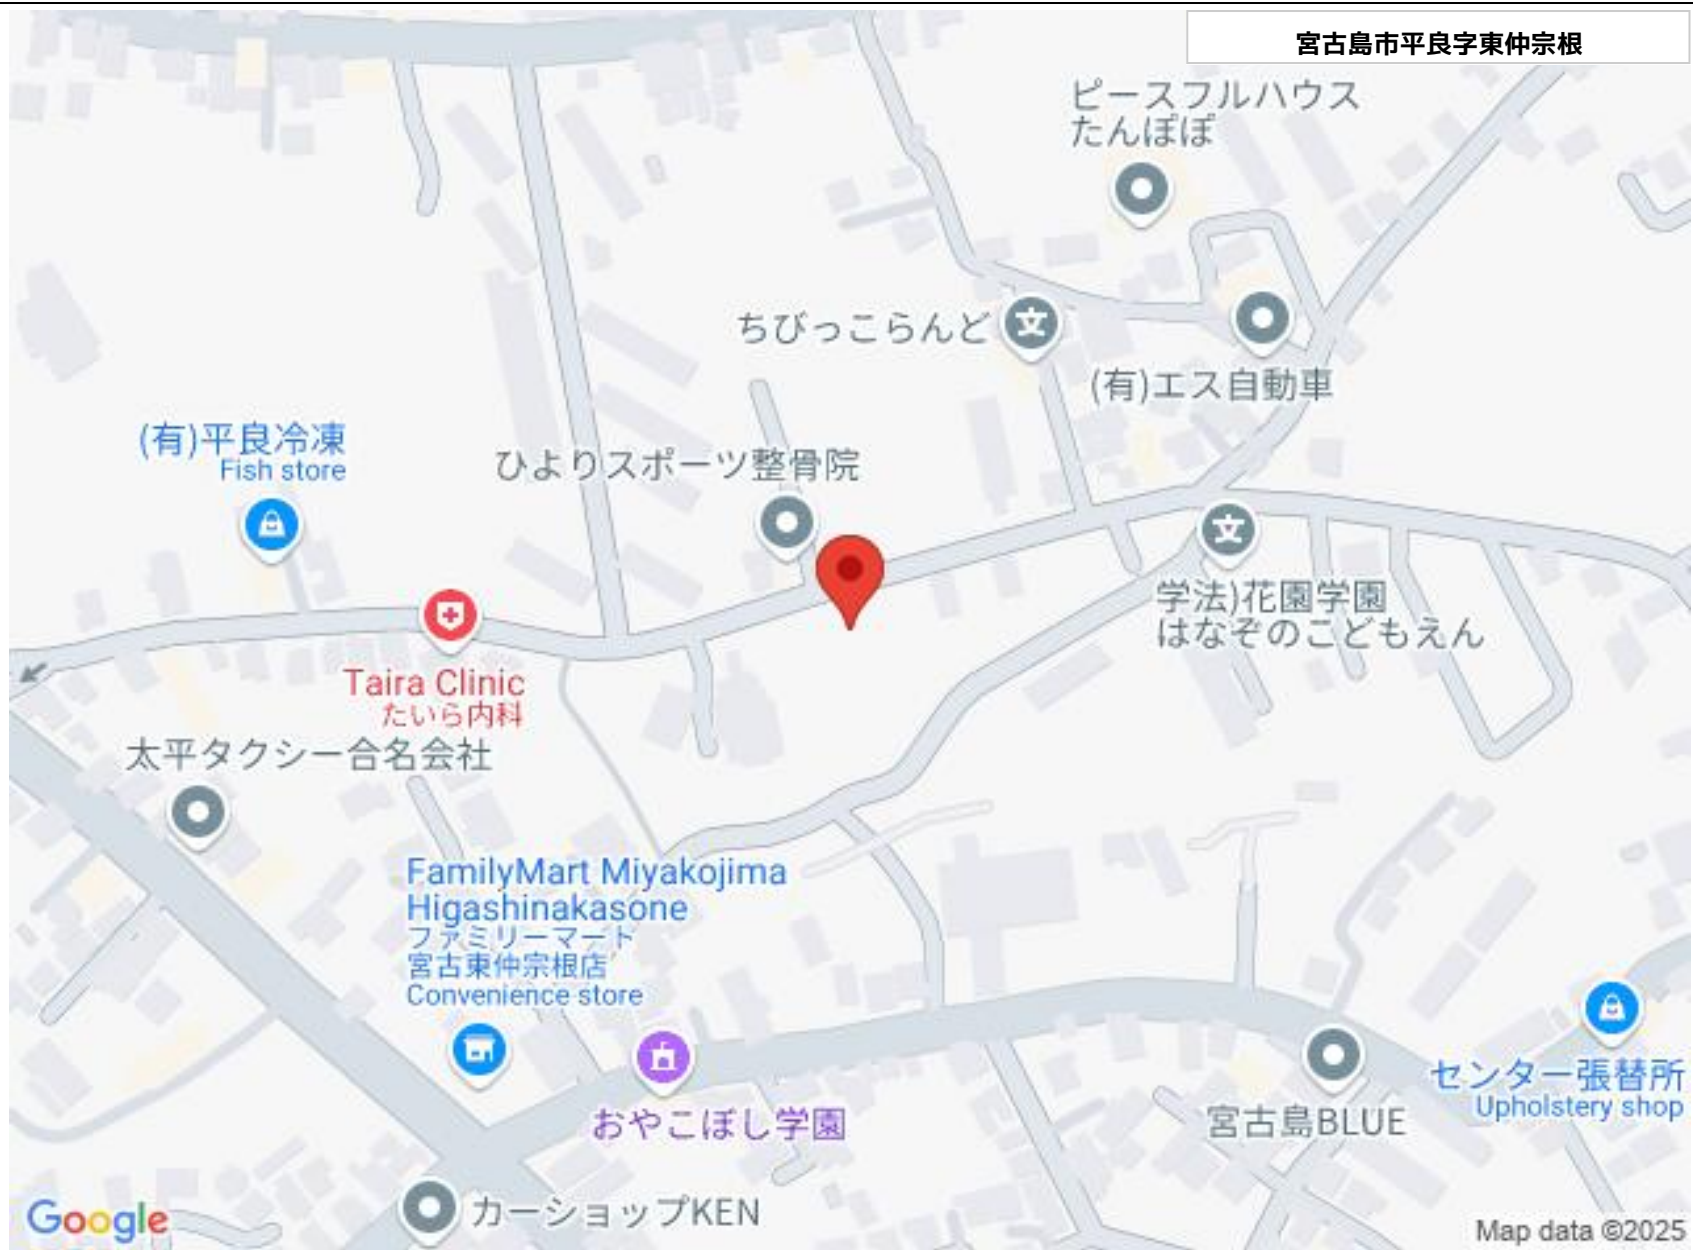 宮古島市平良字東仲宗根
ピースフルハウス
たんぽぽ
ちびっこらんど
(有)エス自動車
(有)平良冷凍
Fish store
ひよりスポーツ整骨院
学法)花園学園
はなぞのこどもえん
Taira Clinic
たいら内科
太平タクシー合名会社
FamilyMart Miyakojima
Higashinakasone
ファミリーマート
宮古東仲宗根店
Convenience store
センター張替所
Upholstery shop
おやこぼし学園
宮古島BLUE
カーショップKEN
Google
Map data ©2025